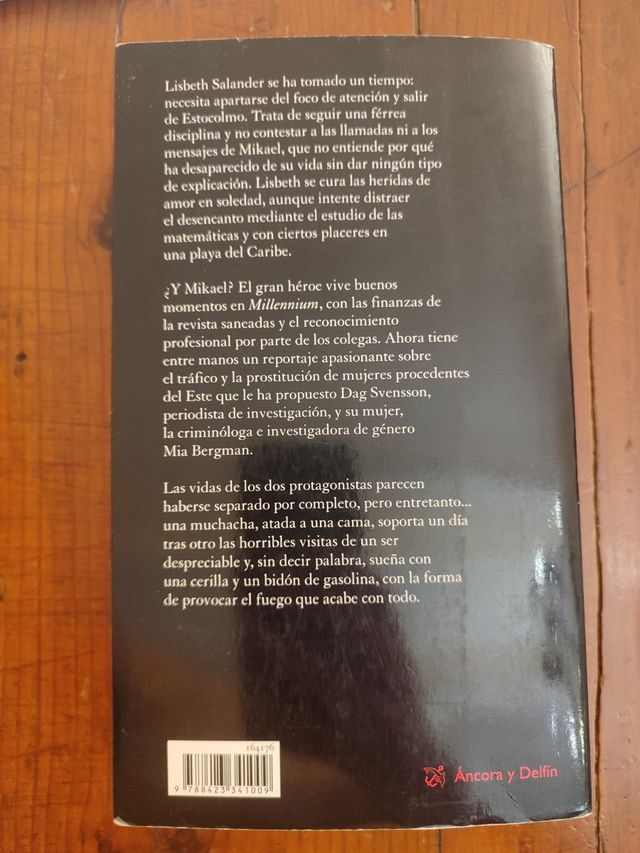 Lisbeth Salander se ha tomado un tiempo:
necesita apartarse del foco de atención y salir
de Estocolmo. Trata de seguir una férrea
disciplina y no contestar a las llamadas ni a los
mensajes de Mikael, que no entiende por qué
ha desaparecido de su vida sin dar ningún tipo
de explicación. Lisbeth se cura las heridas de
amor en soledad, aunque intente distraer
el desencanto mediante el estudio de las
matemáticas y con ciertos placeres en
una playa del Caribe.
¿Y Mikael? El gran héroe vive buenos
momentos en Millennium, con las finanzas de
la revista saneadas y el reconocimiento
profesional por parte de los colegas. Ahora tiene
entre manos un reportaje apasionante sobre
el tráfico y la prostitución de mujeres procedentes
del Este que le ha propuesto Dag Svensson,
periodista de investigación, y su mujer,
la criminóloga e investigadora de género
Mia Bergman.
Las vidas de los dos protagonistas parecen
haberse separado por completo, pero entretanto...
una muchacha, atada a una cama, soporta un día
tras otro las horribles visitas de un ser
despreciable y, sin decir palabra, sueña con
una cerilla y un bidón de gasolina, con la forma
de provocar el fuego que acabe con todo.
164176
9 788423 341009
Áncora y Delfín